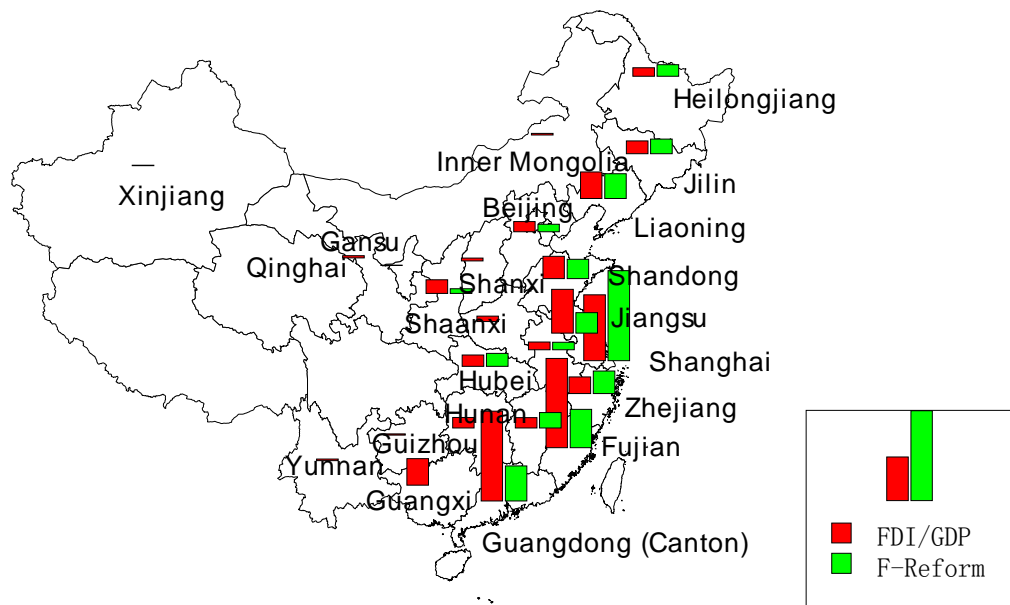 Heilongjiang
Inner Mongolia
Jilin
Xinjiang
Beijing
Liaoning
Gansu
Qinghai
Shanxi
Shandong
Shaanxi
Jiangsu
Shanghai
Hubei
Zhejiang
Hunan
Guizhou
Fujian
Yunnan
Guangxi
Guangdong (Canton)
FDI/GDP
F-Reform